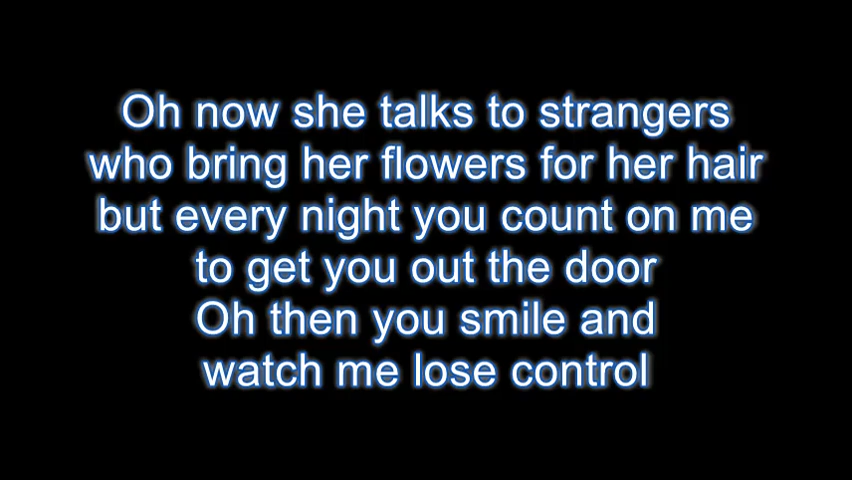 Oh now she talks to strangers
who bring her flowers for her hair
but every night you count on me
to get you out the door
Oh then you smile and
watch me lose control